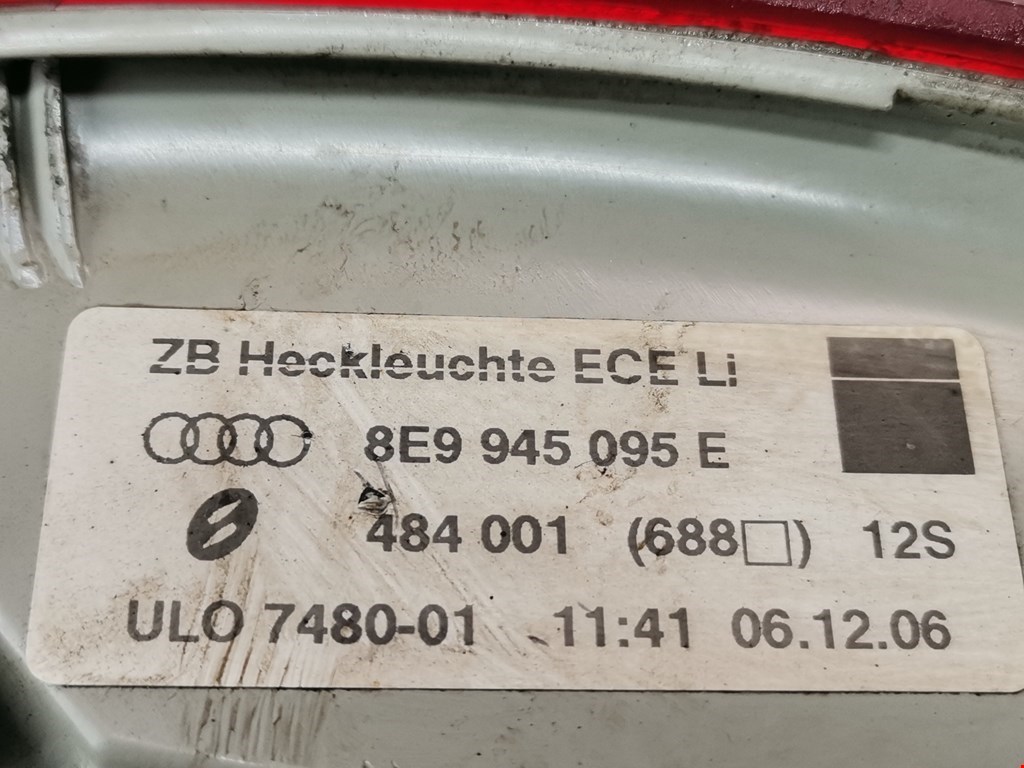 ZB Heckleuchte ECE Li
8E9 945 095 E
484 001 (688□) 12S
ULO 7480-01 11:41 06.12.06